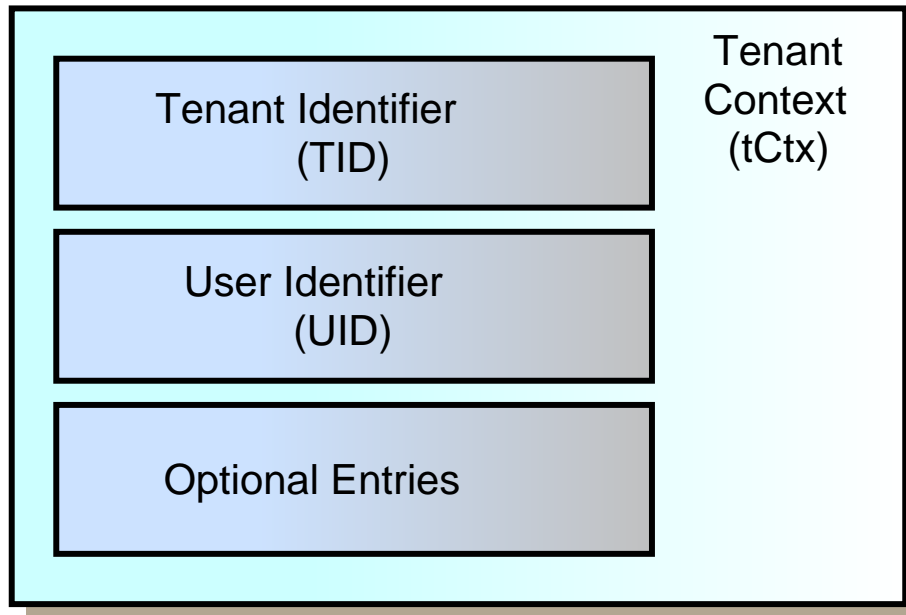 Tenant
Context
(tCtx)
Tenant Identifier
(TID)
User Identifier
(UID)
Optional Entries